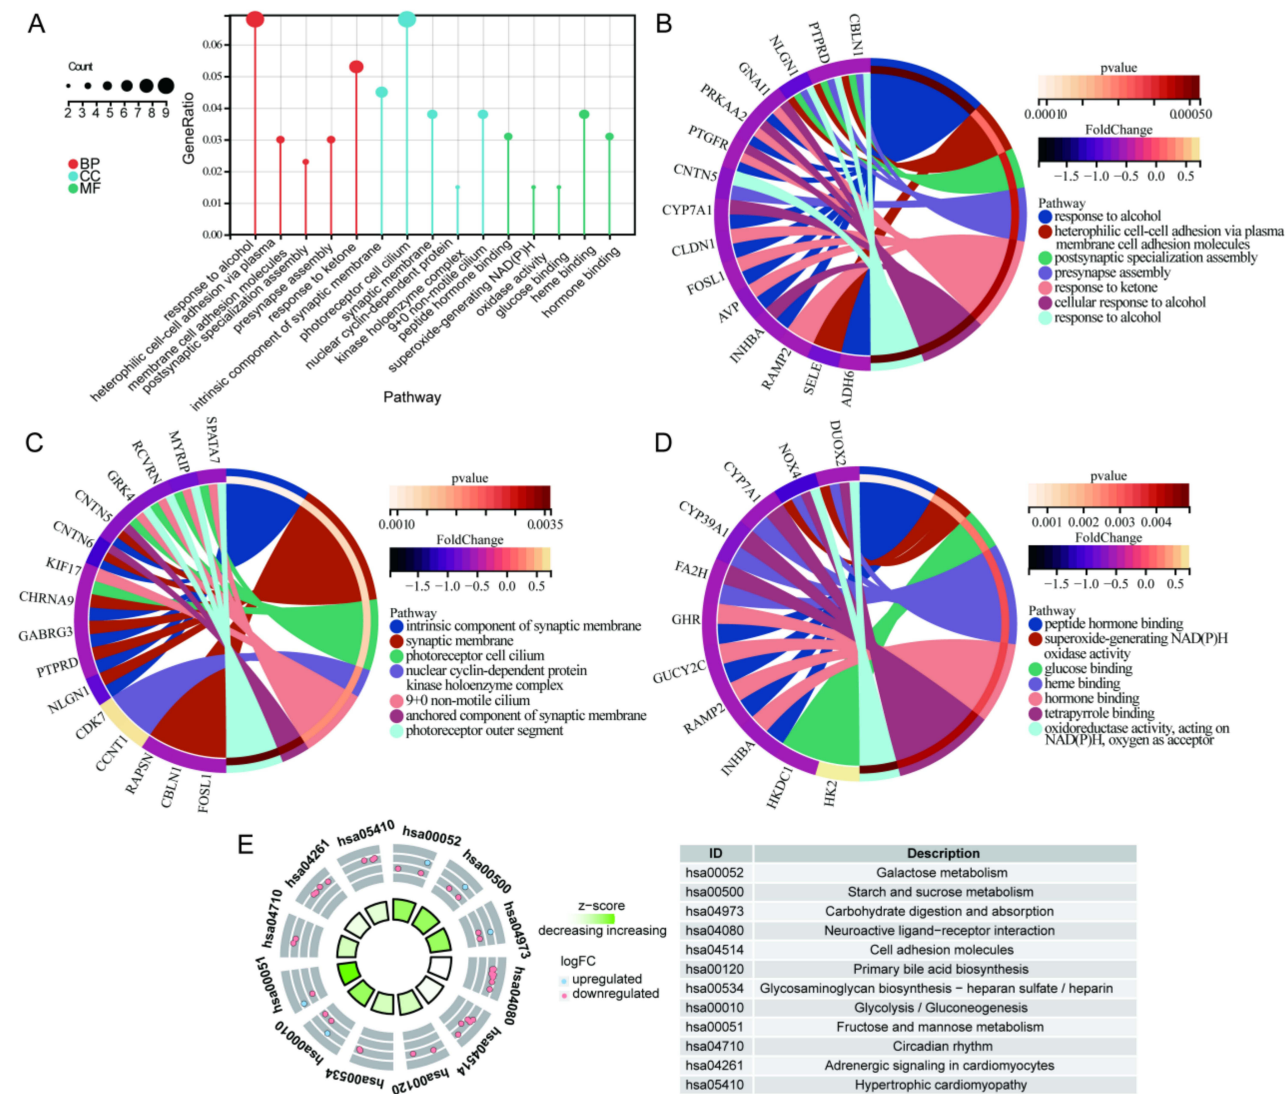 A
Count
2 3 4 5 6 7 8 9
BP
CC
MF
GeneRatio
0.06
0.05
0.04
0.03
0.02
0.01
0.00
response to alcohol
heterophilic cell-cell adhesion via plasma
membrane cell adhesion molecules
postsynaptic specialization assembly
presynapse assembly
response to ketone
intrinsic component of synaptic membrane
photoreceptor cell cilium
synaptic membrane
nuclear cyclin-dependent protein
kinase holoenzyme complex
9+0 non-motile cilium
peptide hormone binding
superoxide-generating NAD(P)H
oxidase activity
glucose binding
heme binding
hormone binding
Pathway
B
CBLN1
PTPRD
NLGN1
GNAI1
PRKAA2
PTGFR
CNTN5
CYP7A1
CLDN1
FOSL1
AVP
INHBA
RAMP2
SELE
ADH6
pvalue
0.00010 0.000050
FoldChange
−1.5 −1.0 −0.5 0.0 0.5
Pathway
response to alcohol
heterophilic cell-cell adhesion via plasma
membrane cell adhesion molecules
postsynaptic specialization assembly
presynapse assembly
response to ketone
cellular response to alcohol
response to alcohol
C
SPATA7
MYRIP
RCVRN
GRK4
CNTN5
CNTN6
KIF17
CHRNA9
GABRG3
PTPRD
NLGN1
CDK7
CCNT1
RAPSN
CBLN1
FOSL1
pvalue
0.0010 0.0035
FoldChange
−1.5 −1.0 −0.5 0.0 0.5
Pathway
intrinsic component of synaptic membrane
synaptic membrane
photoreceptor cell cilium
nuclear cyclin-dependent protein
kinase holoenzyme complex
9+0 non-motile cilium
anchored component of synaptic membrane
photoreceptor outer segment
D
DUOX2
NOX4
CYP7A1
CYP39A1
FA2H
GHR
GUCY2C
RAMP2
INHBA
HKDC1
HK2
pvalue
0.001 0.002 0.003 0.004
FoldChange
−1.5 −1.0 −0.5 0.0 0.5
Pathway
peptide hormone binding
superoxide-generating NAD(P)H
oxidase activity
glucose binding
heme binding
hormone binding
tetrapyrrole binding
oxidoreductase activity, acting on
NAD(P)H, oxygen as acceptor
E
hsa00052
hsa00500
hsa04973
hsa04080
hsa04514
hsa00120
hsa00534
hsa00010
hsa00051
hsa04710
hsa04261
hsa05410
z−score
decreasing increasing
logFC
upregulated
downregulated
ID Description
hsa00052 Galactose metabolism
hsa00500 Starch and sucrose metabolism
hsa04973 Carbohydrate digestion and absorption
hsa04080 Neuroactive ligand−receptor interaction
hsa04514 Cell adhesion molecules
hsa00120 Primary bile acid biosynthesis
hsa00534 Glycosaminoglycan biosynthesis − heparan sulfate / heparin
hsa00010 Glycolysis / Gluconeogenesis
hsa00051 Fructose and mannose metabolism
hsa04710 Circadian rhythm
hsa04261 Adrenergic signaling in cardiomyocytes
hsa05410 Hypertrophic cardiomyopathy